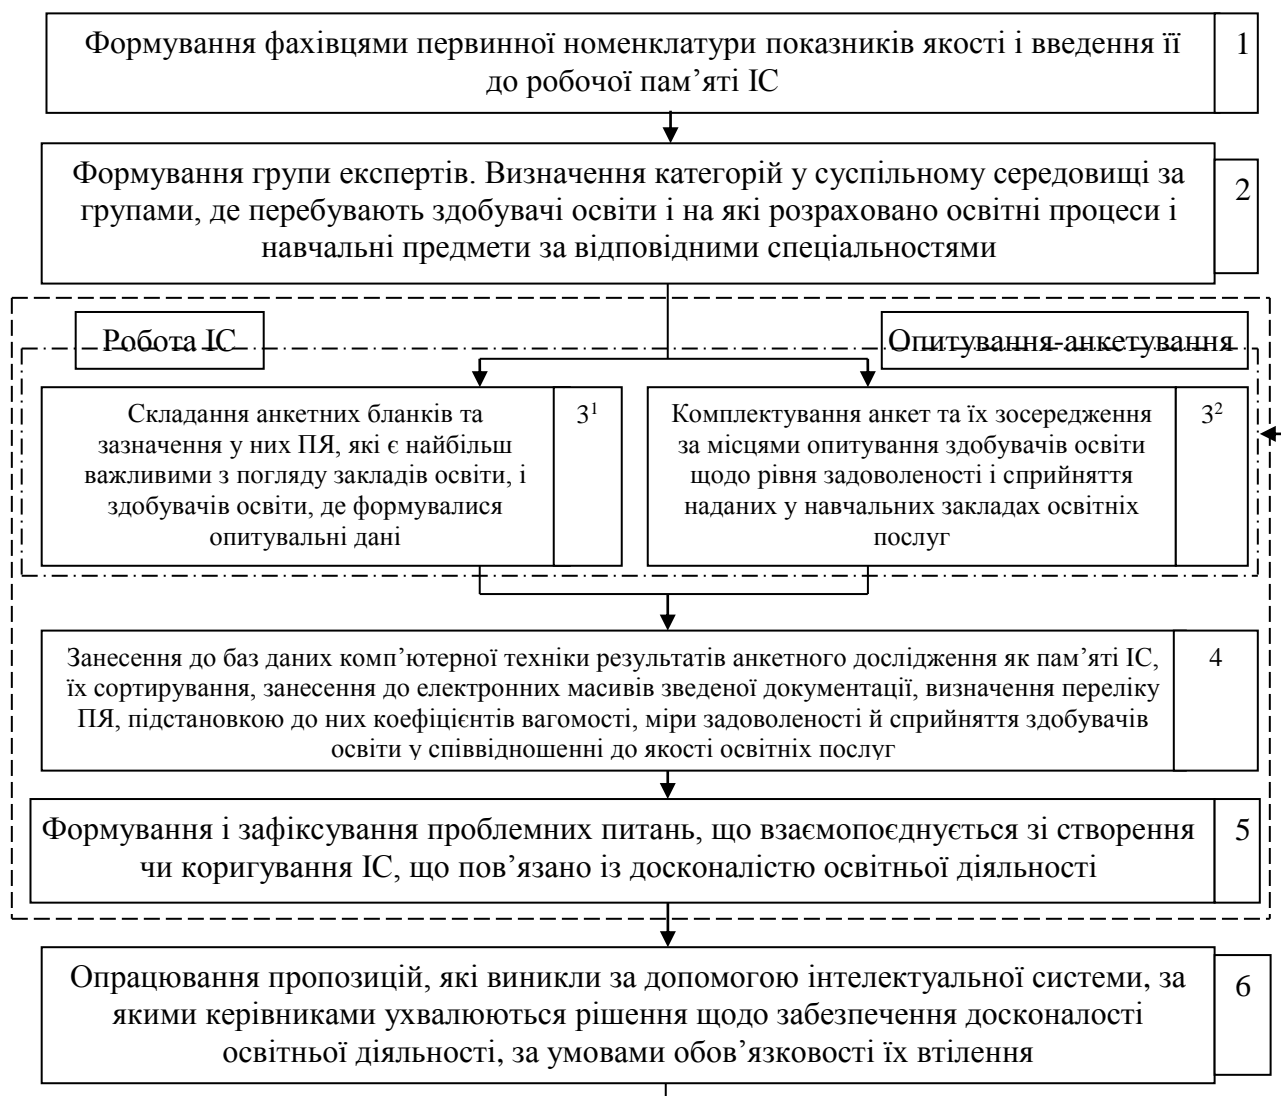 Формування фахівцями первинної номенклатури показників якості і введення її
до робочої пам’яті ІС
1
Формування групи експертів. Визначення категорій у суспільному середовищі за
групами, де перебувають здобувачі освіти і на які розраховано освітні процеси і
навчальні предмети за відповідними спеціальностями
2
Робота ІС
Опитування-анкетування
Складання анкетних бланків та
зазначення у них ПЯ, які є найбільш
важливими з погляду закладів освіти, і
здобувачів освіти, де формувалися
опитувальні дані
3¹
Комплектування анкет та їх зосередження
за місцями опитування здобувачів освіти
щодо рівня задоволеності і сприйняття
наданих у навчальних закладах освітніх
послуг
3²
Занесення до баз даних комп’ютерної техніки результатів анкетного дослідження як пам’яті ІС,
їх сортирування, занесення до електронних масивів зведеної документації, визначення переліку
ПЯ, підстановкою до них коефіцієнтів вагомості, міри задоволеності й сприйняття здобувачів
освіти у співвідношенні до якості освітніх послуг
4
Формування і зафіксування проблемних питань, що взаємопоєднується зі створення
чи коригування ІС, що пов’язано із досконалістю освітньої діяльності
5
Опрацювання пропозицій, які виникли за допомогою інтелектуальної системи, за
якими керівниками ухвалюються рішення щодо забезпечення досконалості
освітньої діяльності, за умовами обов’язковості їх втілення
6